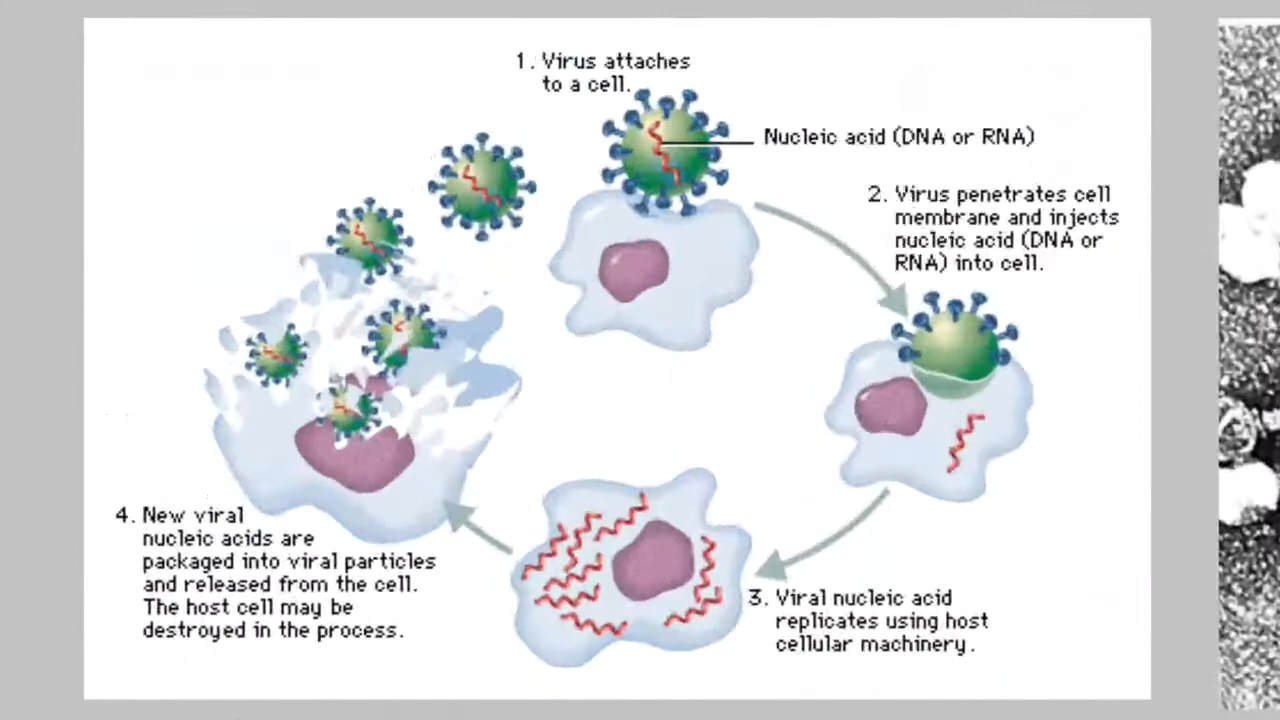 1. Virus attaches
to a cell.
Nucleic acid (DNA or RNA)
2. Virus penetrates cell
membrane and injects
nucleic acid (DNA or
RNA) into cell.
3. Viral nucleic acid
replicates using host
cellular machinery.
4. New viral
nucleic acids are
packaged into viral particles
and released from the cell.
The host cell may be
destroyed in the process.